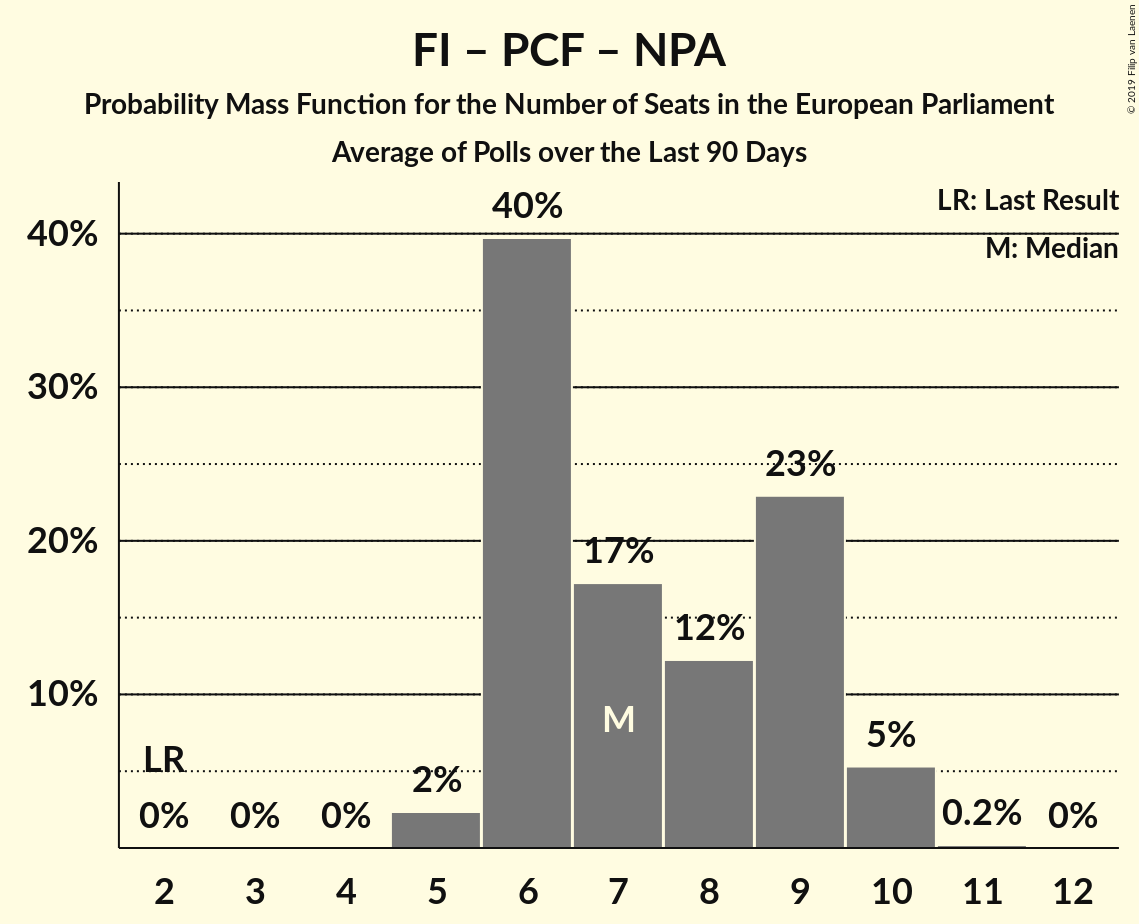 FI – PCF – NPA
Probability Mass Function for the Number of Seats in the European Parliament
Average of Polls over the Last 90 Days
© 2019 Filip van Laenen
LR: Last Result
M: Median
40%
30%
20%
10%
LR
0%
0%
0%
2%
40%
17%
M
12%
23%
5%
0.2%
0%
2 3 4 5 6 7 8 9 10 11 12